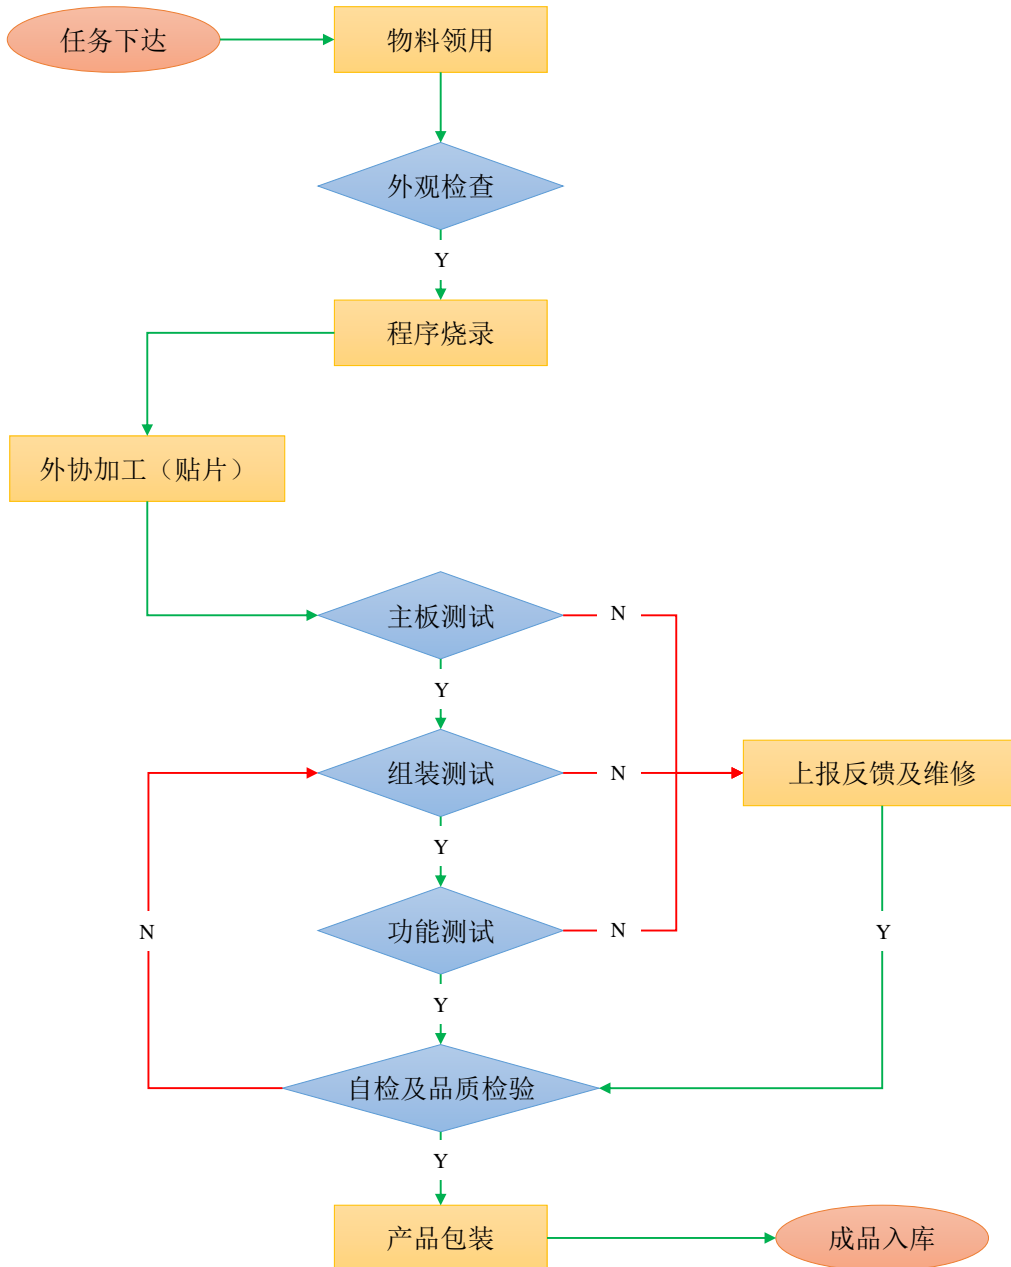 任务下达
物料领用
外观检查
Y
程序烧录
外协加工（贴片）
主板测试
N
Y
组装测试
N
上报反馈及维修
Y
功能测试
N
N
Y
Y
自检及品质检验
Y
产品包装
成品入库